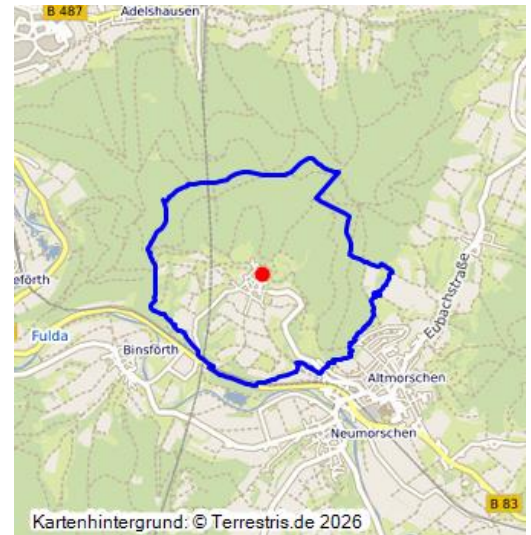 B 487
Adelshausen
Eubachstraße
eförth
Fulda
Binsförth
Altmorschen
Neumorschen
B 83
Kartenhintergrund: © Terrestris.de 2026